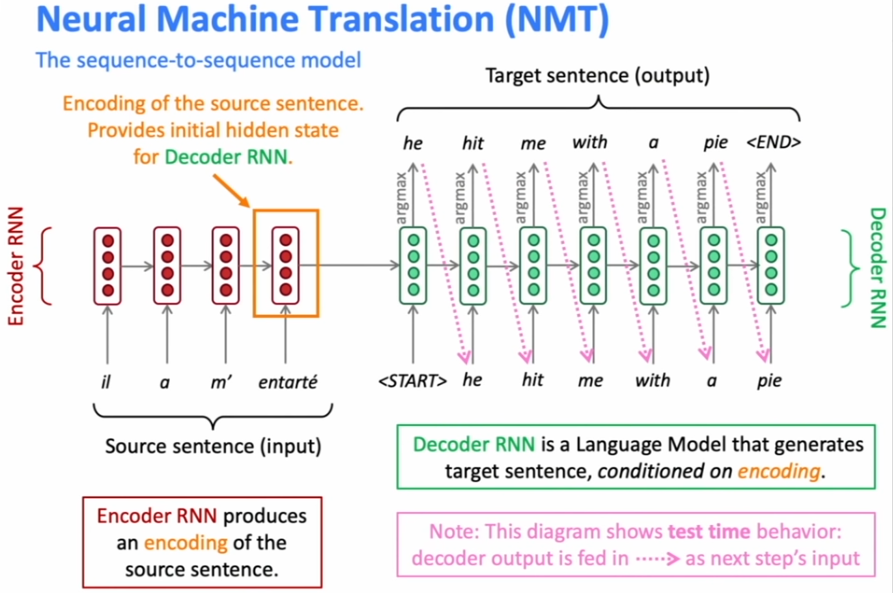 Neural Machine Translation (NMT)
The sequence-to-sequence model
Target sentence (output)
Encoding of the source sentence.
Provides initial hidden state
for Decoder RNN.
he hit me with a pie <END>
argmax argmax argmax argmax argmax argmax argmax
Encoder RNN
Decoder RNN
il a m’ entarté <START> he hit me with a pie
Source sentence (input)
Decoder RNN is a Language Model that generates
target sentence, conditioned on encoding.
Encoder RNN produces
an encoding of the
source sentence.
Note: This diagram shows test time behavior:
decoder output is fed in as next step’s input